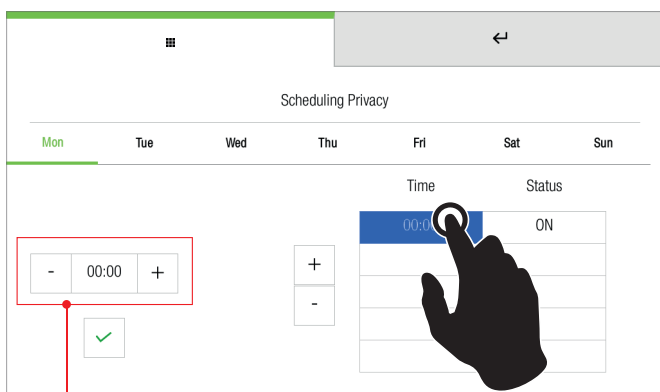 Scheduling Privacy
Mon Tue Wed Thu Fri Sat Sun
Time Status
ON
- 00:00 +
+
-